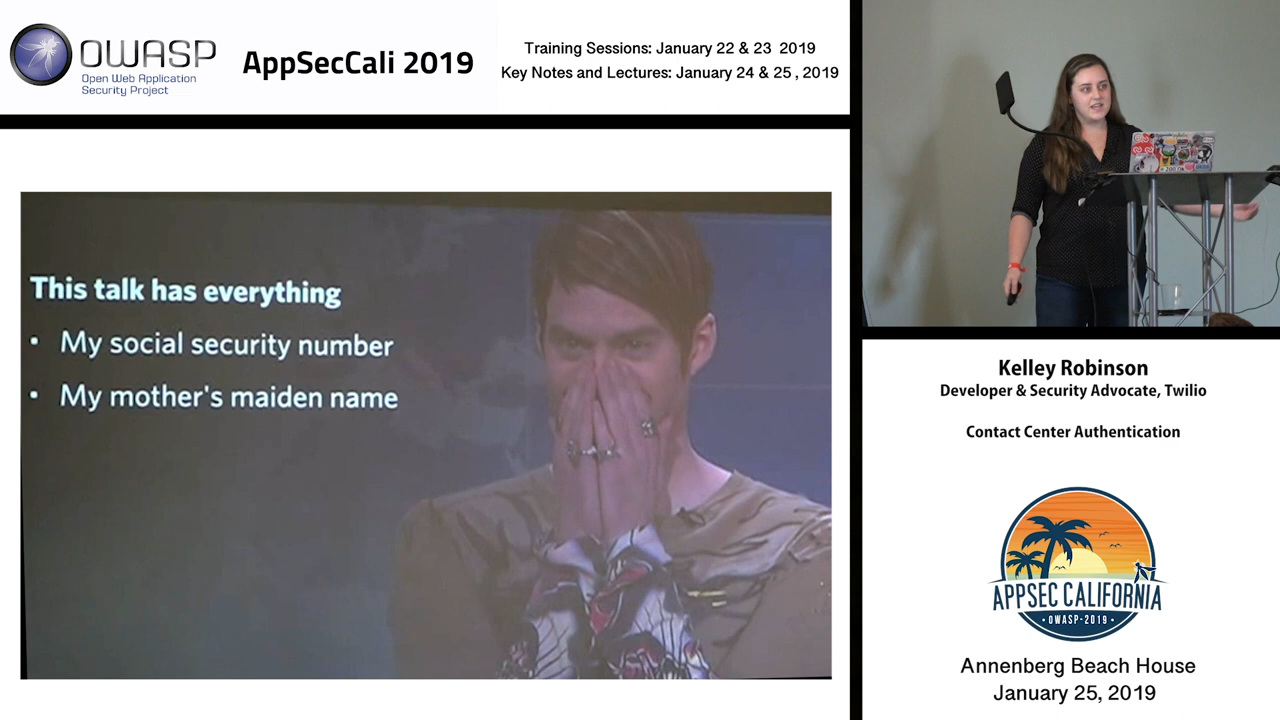 OWASP
Open Web Application
Security Project
AppSecCali 2019
Training Sessions: January 22 & 23 2019
Key Notes and Lectures: January 24 & 25 , 2019
This talk has everything
• My social security number
• My mother's maiden name
Kelley Robinson
Developer & Security Advocate, Twilio
Contact Center Authentication
APPSEC CALIFORNIA
• OWASP-2019 •
Annenberg Beach House
January 25, 2019